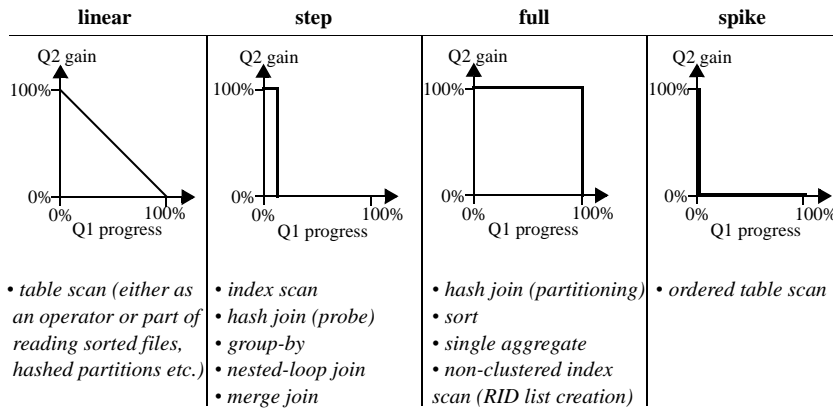 linear
Q2 gain
100%
0%
0%
100%
Q1 progress
• table scan (either as
an operator or part of
reading sorted files,
hashed partitions etc.)
step
Q2 gain
100%
0%
0%
100%
Q1 progress
• index scan
• hash join (probe)
• group-by
• nested-loop join
• merge join
full
Q2 gain
100%
0%
0%
100%
Q1 progress
• hash join (partitioning)
• sort
• single aggregate
• non-clustered index
scan (RID list creation)
spike
Q2 gain
100%
0%
0%
100%
Q1 progress
• ordered table scan